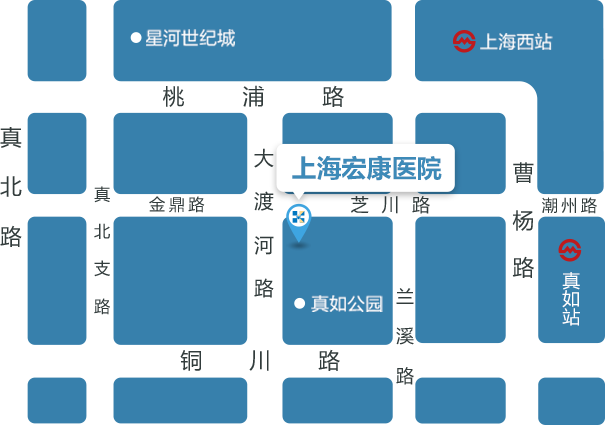 星河世纪城
上海西站
桃浦路
真北路
大渡河路
上海宏康医院
曹杨路
真北支路
金鼎路
芝川路
潮州路
真如站
真如公园
兰溪路
铜川路